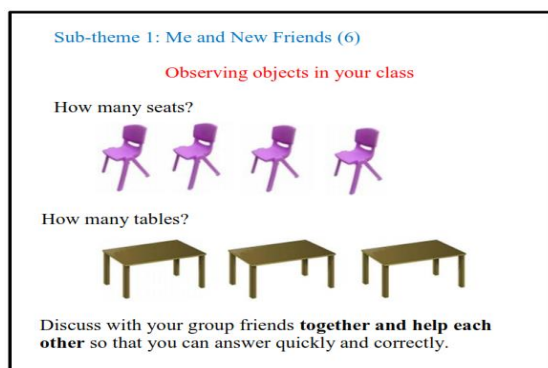 Sub-theme 1: Me and New Friends (6)
Observing objects in your class
How many seats?
How many tables?
Discuss with your group friends together and help each
other so that you can answer quickly and correctly.